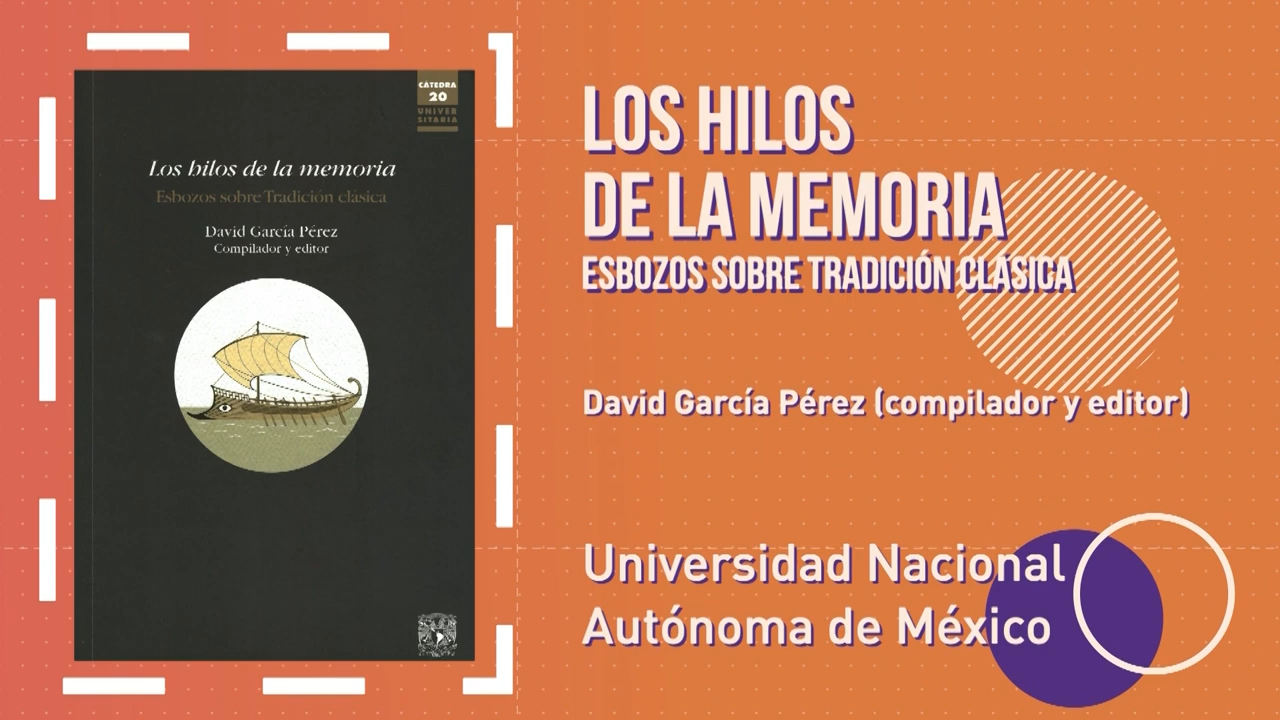 CÁTEDRA
20
UNIVER
SITARIA
Los hilos de la memoria
Esbozos sobre Tradición clásica
David García Pérez
Compilador y editor
LOS HILOS
DE LA MEMORIA
ESBOZOS SOBRE TRADICIÓN CLÁSICA
David García Pérez (compilador y editor)
Universidad Nacional
Autónoma de México